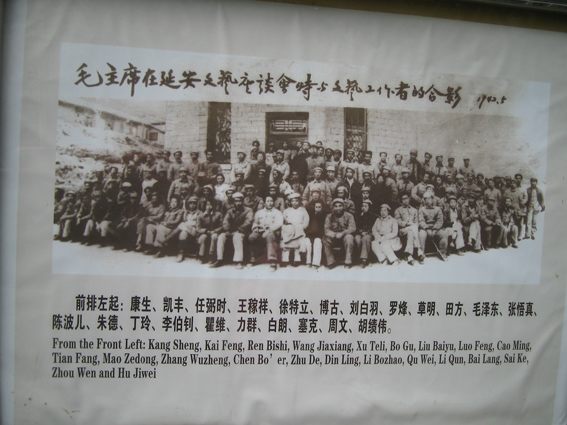 毛主席在延安文藝座談會時与文藝工作者的合影 1942.5
前排左起：康生、凯丰、任弼时、王稼祥、徐特立、博古、刘白羽、罗烽、草明、田方、毛泽东、张悟真、
陈波儿、朱德、丁玲、李伯钊、瞿维、力群、白朗、塞克、周文、胡绩伟。
From the Front Left: Kang Sheng, Kai Feng, Ren Bishi, Wang Jiaxiang, Xu Teli, Bo Gu, Liu Baiyu, Luo Feng, Cao Ming,
Tian Fang, Mao Zedong, Zhang Wuzheng, Chen Bo'er, Zhu De, Din Ling, Li Bozhao, Qu Wei, Li Qun, Bai Lang, Sai Ke,
Zhou Wen and Hu Jiwei